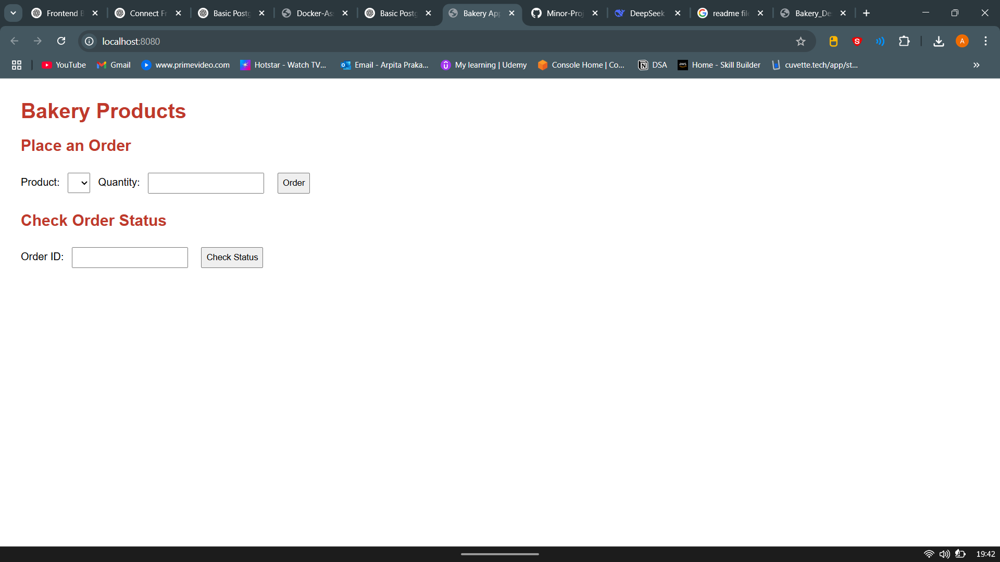 Frontend B
Connect Fr
Basic Postg
Docker-As
Basic Postg
Bakery App
Minor-Proj
DeepSeek
readme file
Bakery_De
localhost:8080
S
A
YouTube
Gmail
www.primevideo.com
Hotstar - Watch TV...
Email - Arpita Praka...
My learning | Udemy
Console Home | Co...
DSA
aws
Home - Skill Builder
cuvette.tech/app/st...
Bakery Products
Place an Order
Product: Quantity: Order
Check Order Status
Order ID: Check Status
19:42